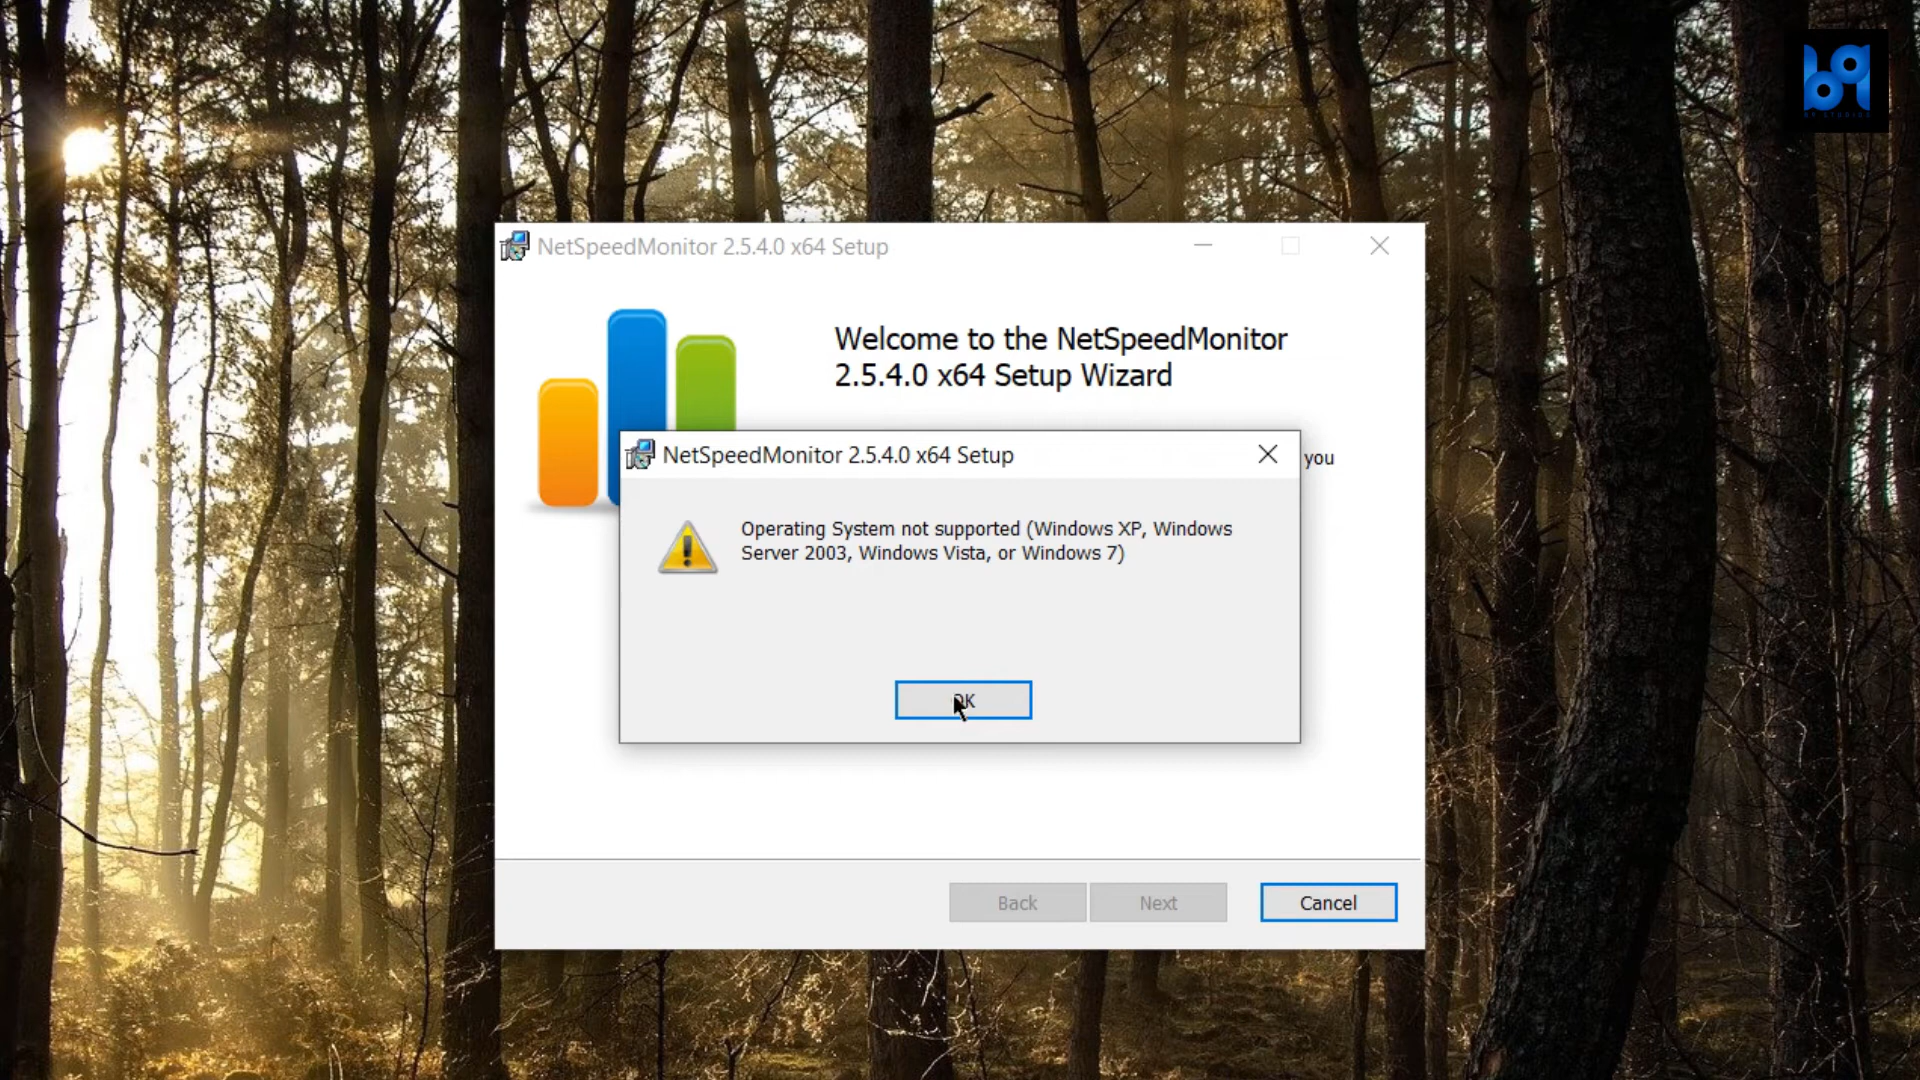 NetSpeedMonitor 2.5.4.0 x64 Setup
Welcome to the NetSpeedMonitor
2.5.4.0 x64 Setup Wizard
you
NetSpeedMonitor 2.5.4.0 x64 Setup
Operating System not supported (Windows XP, Windows
Server 2003, Windows Vista, or Windows 7)
OK
Back
Next
Cancel